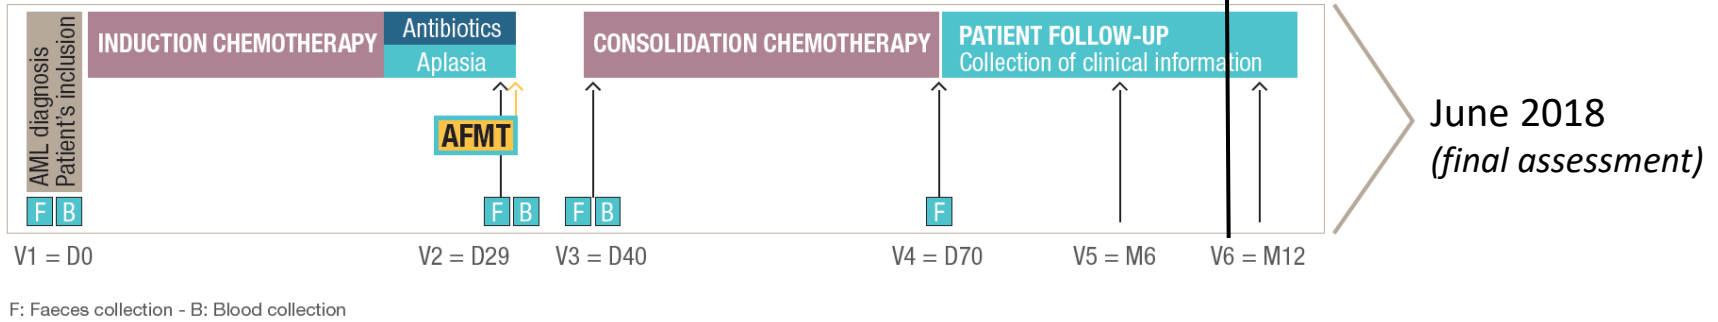 AML diagnosis
Patient's inclusion
INDUCTION CHEMOTHERAPY
Antibiotics
Aplasia
CONSOLIDATION CHEMOTHERAPY
PATIENT FOLLOW-UP
Collection of clinical information
AFMT
June 2018
(final assessment)
F B
F B
F B
F
V1 = D0
V2 = D29
V3 = D40
V4 = D70
V5 = M6
V6 = M12
F: Faeces collection - B: Blood collection